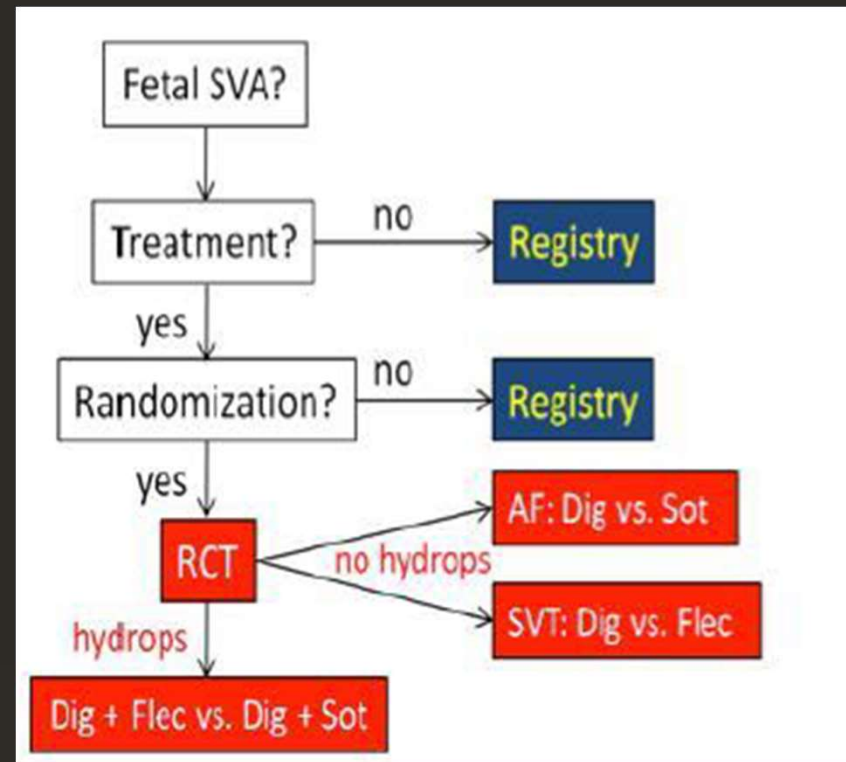 Fetal SVA?
Treatment?
no
Registry
yes
Randomization?
no
Registry
yes
RCT
no hydrops
AF: Dig vs. Sot
SVT: Dig vs. Flec
hydrops
Dig + Flec vs. Dig + Sot